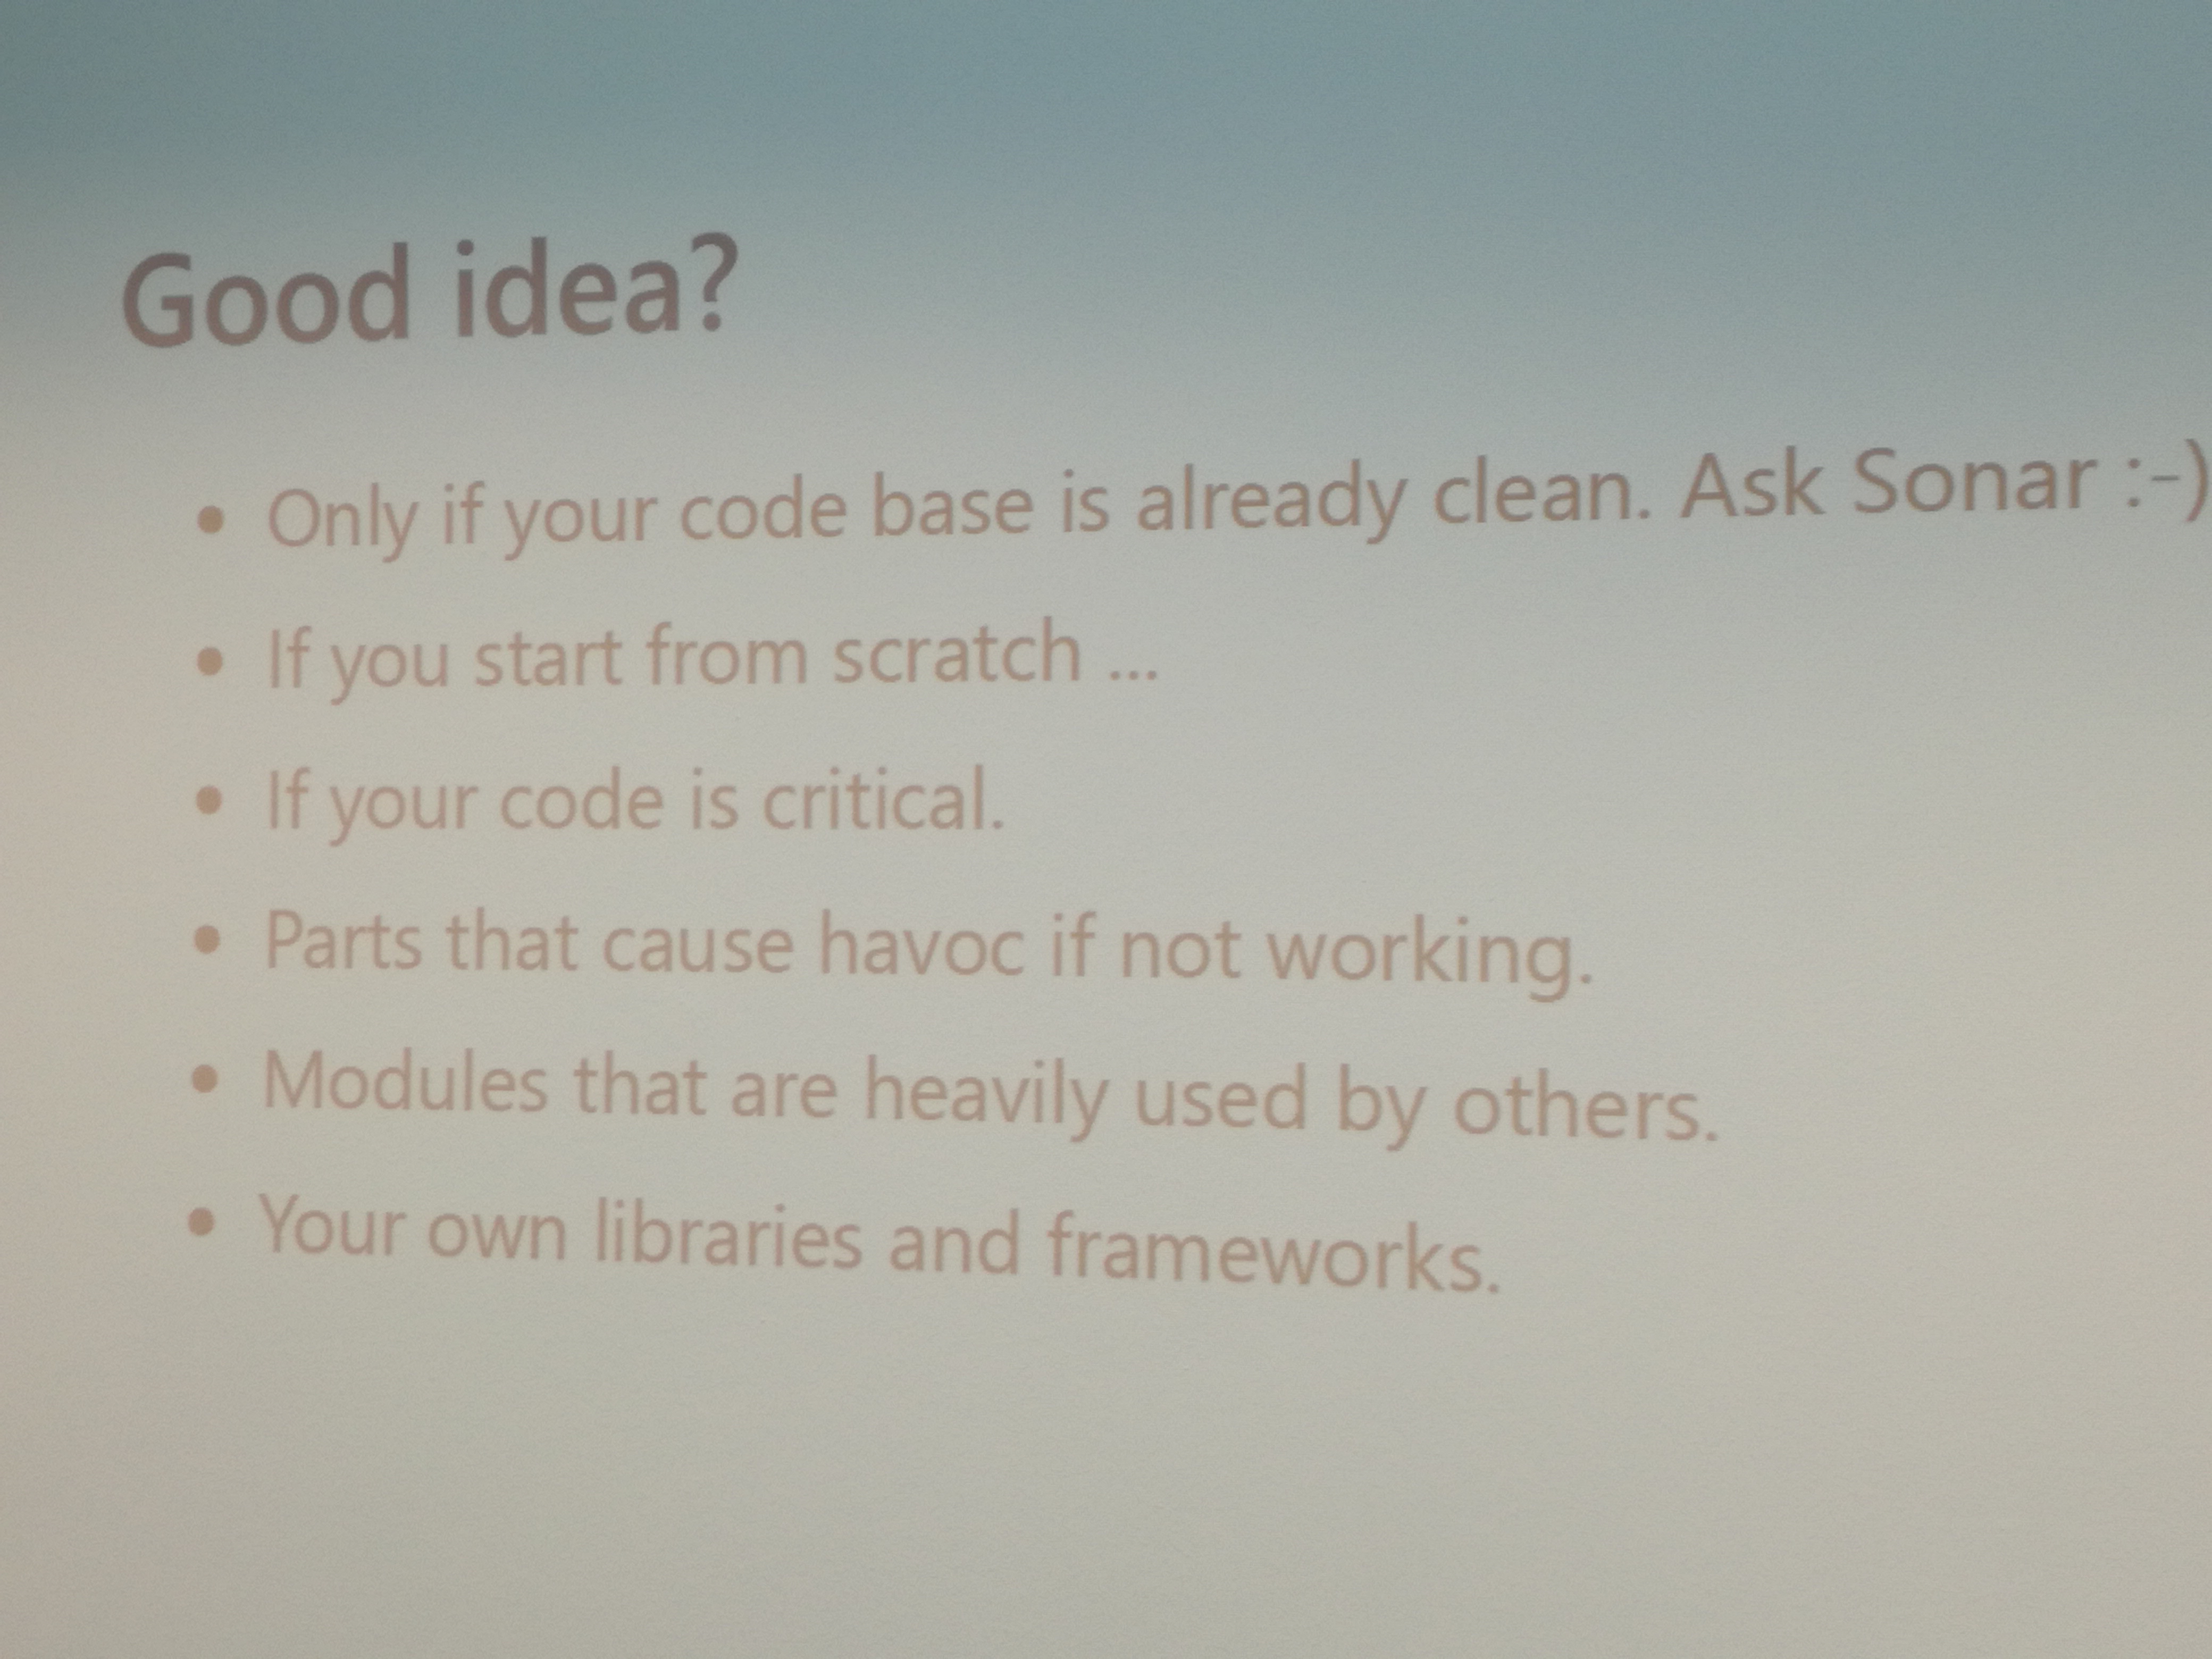 Good idea?
• Only if your code base is already clean. Ask Sonar :-)
• If you start from scratch ...
• If your code is critical.
• Parts that cause havoc if not working.
• Modules that are heavily used by others.
• Your own libraries and frameworks.